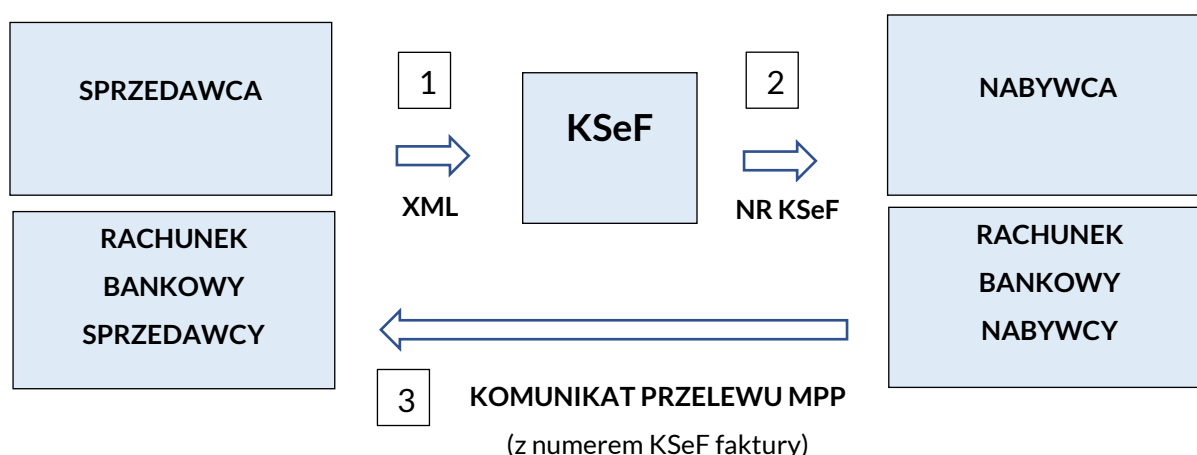 SPRZEDAWCA
1
XML
KSeF
2
NR KSeF
NABYWCA
RACHUNEK
BANKOWY
SPRZEDAWCY
RACHUNEK
BANKOWY
NABYWCY
3
KOMUNIKAT PRZELEWU MPP
(z numerem KSeF faktury)